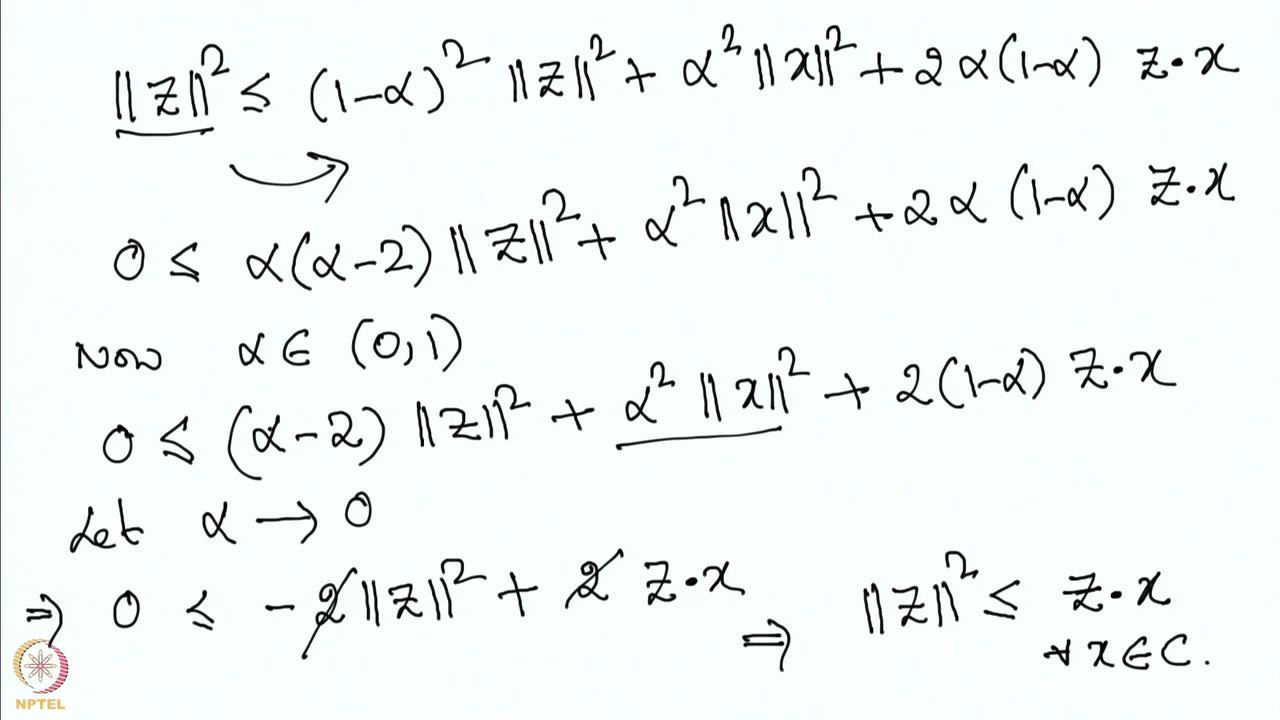 ||z||² ≤ (1-α)² ||z||² + α² ||x||² + 2α(1-α) z·x
0 ≤ α(α-2) ||z||² + α² ||x||² + 2α (1-α) z·x
Now α ∈ (0,1)
0 ≤ (α-2) ||z||² + α² ||x||² + 2(1-α) z·x
Let α → 0
⇒ 0 ≤ -2||z||² + 2 z·x ⇒ ||z||² ≤ z·x
∀ x ∈ C.
NPTEL